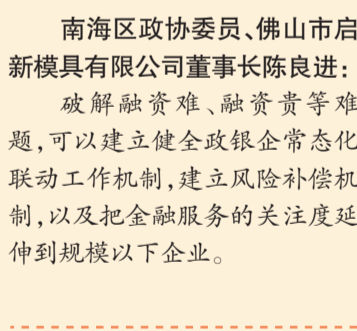 南海区政协委员、佛山市启
新模具有限公司董事长陈良进：
破解融资难、融资贵等难
题，可以建立健全政银企常态化
联动工作机制，建立风险补偿机
制，以及把金融服务的关注度延
伸到规模以下企业。